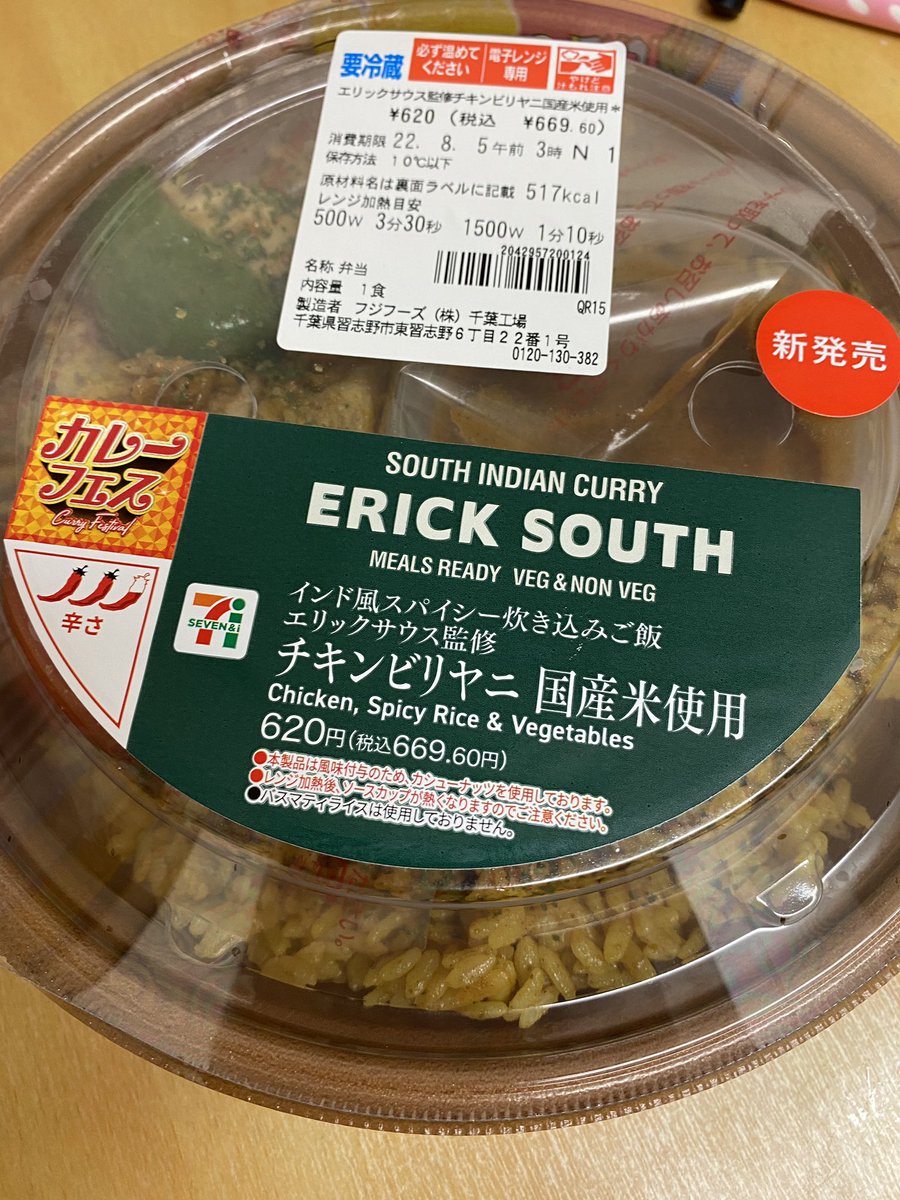 要冷蔵
必ず温めて
ください
電子レンジ
専用
やけど
汁もれ注意
エリックサウス監修チキンビリヤニ国産米使用*
¥620 (税込 ¥669.60)
消費期限 22. 8. 5午前 3時 N 1
保存方法 10℃以下
原材料名は裏面ラベルに記載 517kcal
レンジ加熱目安
500W 3分30秒 1500W 1分10秒
2042957200124
名称 弁当
内容量 1食
QR15
製造者 フジフーズ(株)千葉工場
千葉県習志野市東習志野6丁目22番1号
0120-130-382
新発売
カレー
フェス
Curry Festival
辛さ
SOUTH INDIAN CURRY
ERICK SOUTH
MEALS READY VEG & NON VEG
7
SEVEN&i
インド風スパイシー炊き込みご飯
エリックサウス監修
チキンビリヤニ 国産米使用
Chicken, Spicy Rice & Vegetables
620円(税込669.60円)
●本製品は風味付与のため、カシューナッツを使用しております。
●レンジ加熱後、ソースカップが熱くなりますのでご注意ください。
●バスマティライスは使用しておりません。